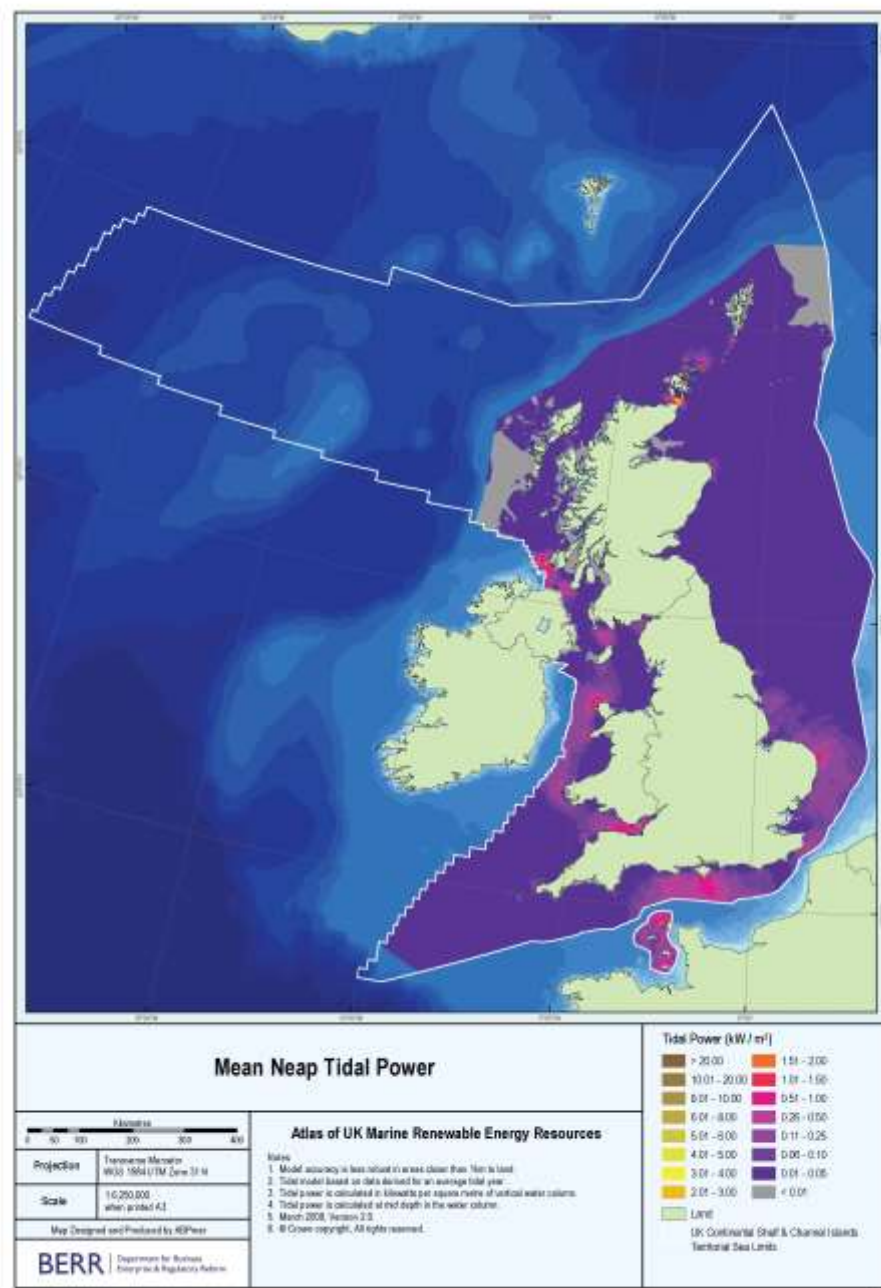 Mean Neap Tidal Power
Kilometres
0 50 100 200 300 400
Projection
Transverse Mercator
WGS 1984 UTM Zone 31N
Scale
1:6,250,000
when printed A3
Map Designed and Produced by ABPmer
BERR
Department for Business
Enterprise & Regulatory Reform
Atlas of UK Marine Renewable Energy Resources
Notes
1. Model accuracy is less robust in areas closer than 1km to land.
2. Tidal model based on data derived for an average tidal year.
3. Tidal power is calculated in kilowatts per square metre of vertical water column.
4. Tidal power is calculated at mid depth in the water column.
5. March 2008, Version 2.0.
6. © Crown copyright, All rights reserved.
Tidal Power (kW / m²)
> 20.00
10.01 - 20.00
8.01 - 10.00
6.01 - 8.00
5.01 - 6.00
4.01 - 5.00
3.01 - 4.00
2.01 - 3.00
1.51 - 2.00
1.01 - 1.50
0.51 - 1.00
0.26 - 0.50
0.11 - 0.25
0.06 - 0.10
0.01 - 0.05
< 0.01
Land
UK Continental Shelf & Channel Islands
Territorial Sea Limits